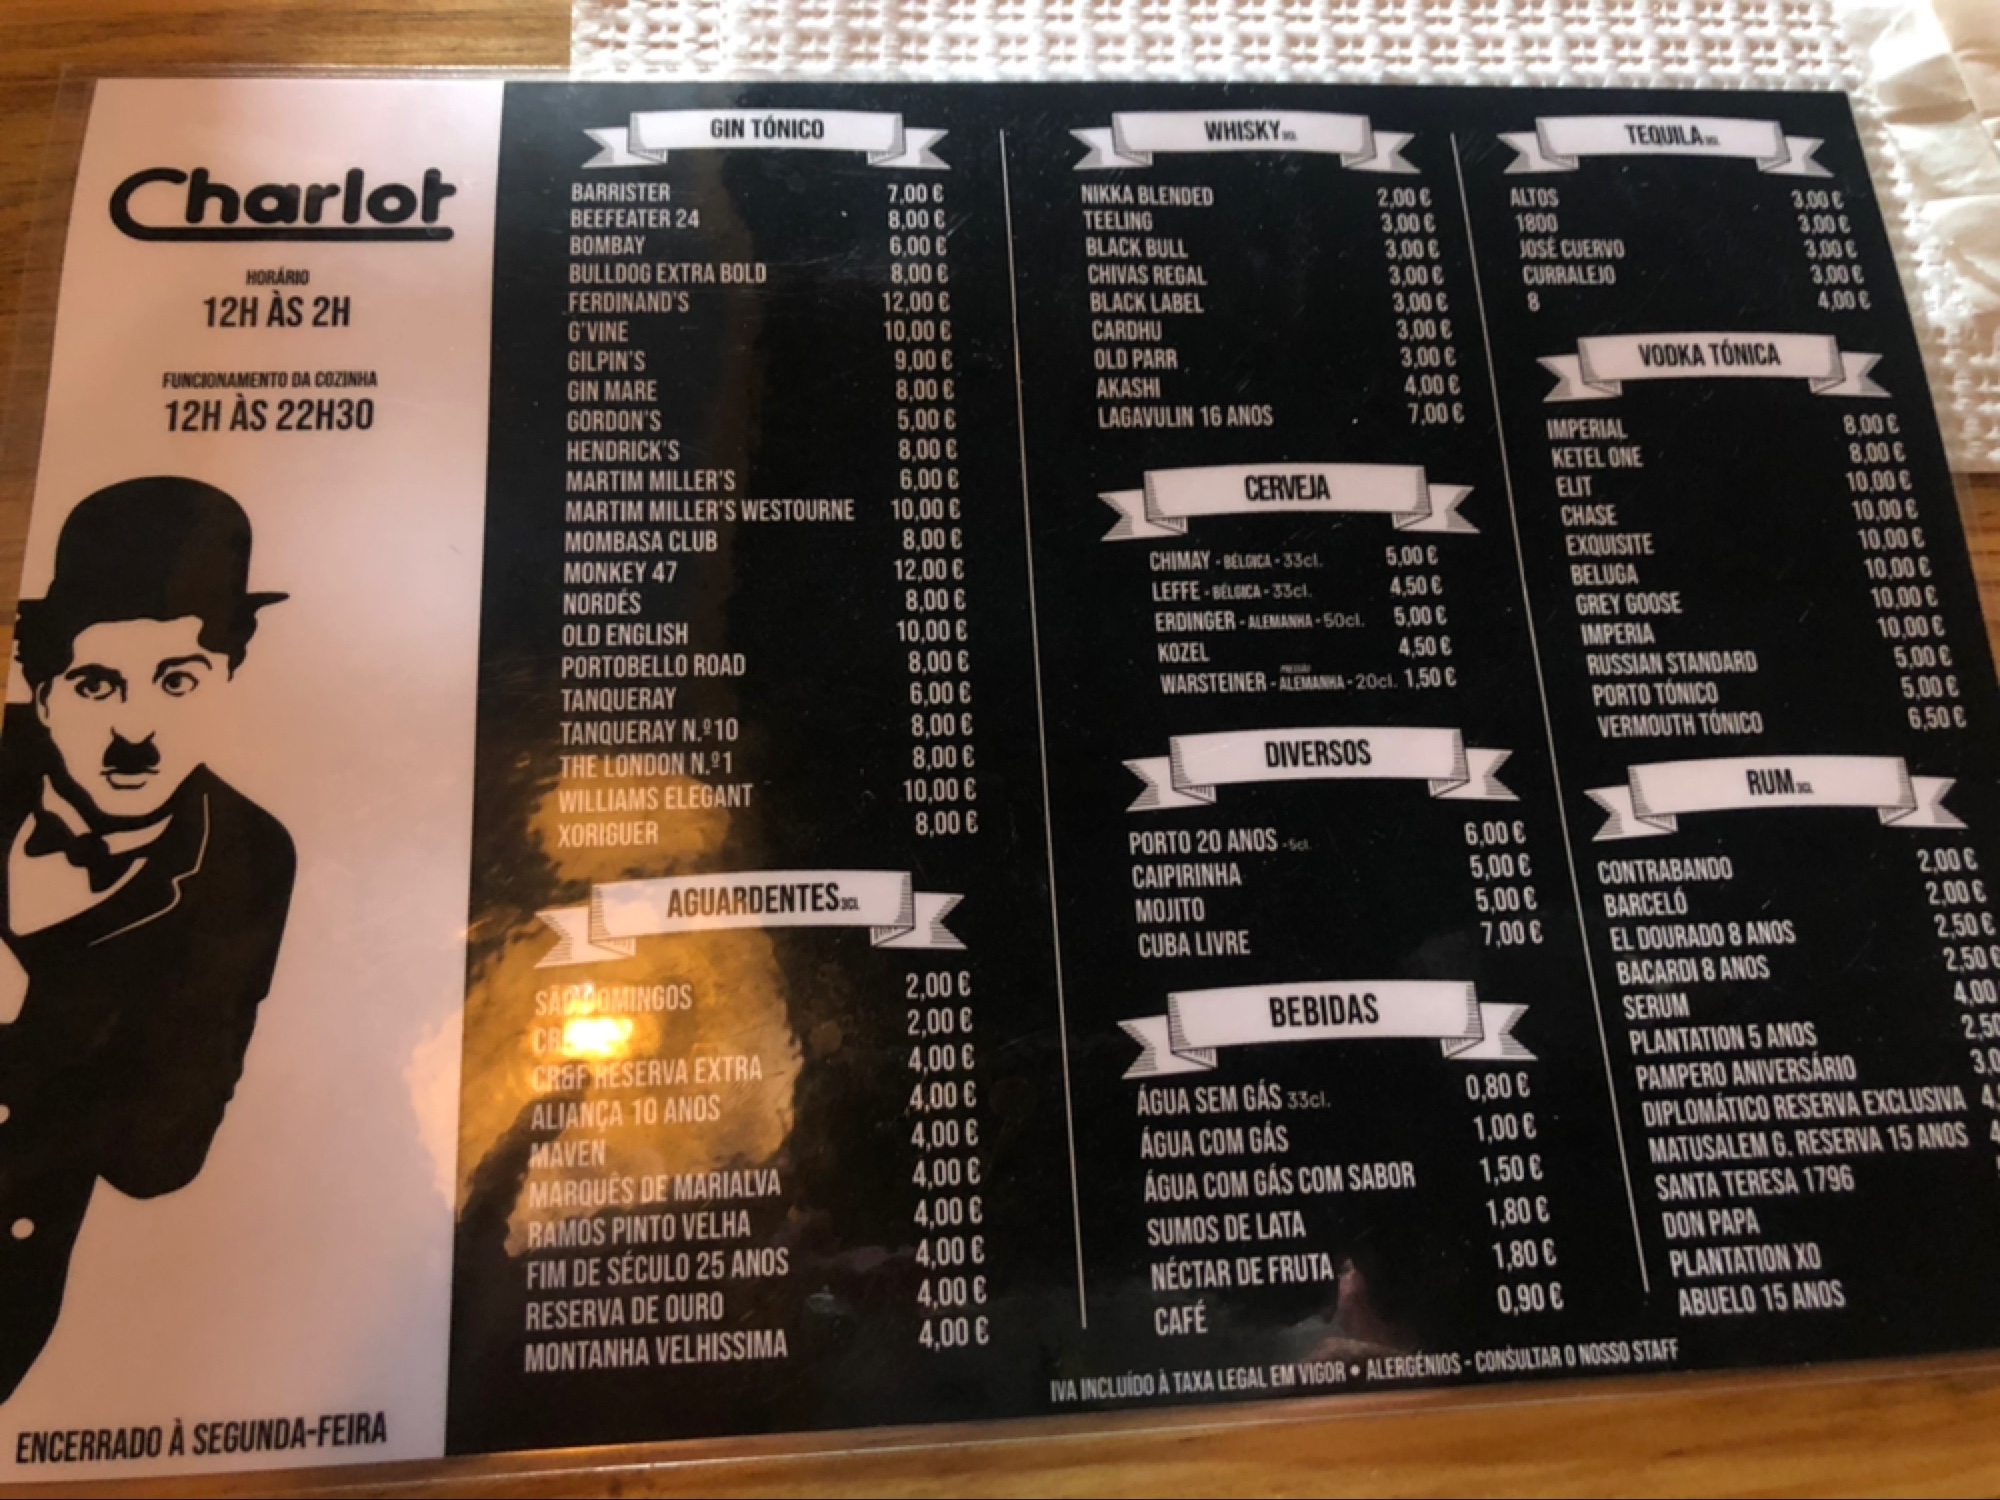 Charlot
HORÁRIO
12H ÀS 2H
FUNCIONAMENTO DA COZINHA
12H ÀS 22H30
ENCERRADO À SEGUNDA-FEIRA
GIN TÓNICO
BARRISTER 7,00 €
BEEFEATER 24 8,00 €
BOMBAY 6,00 €
BULLDOG EXTRA BOLD 8,00 €
FERDINAND'S 12,00 €
G'VINE 10,00 €
GILPIN'S 9,00 €
GIN MARE 8,00 €
GORDON'S 5,00 €
HENDRICK'S 8,00 €
MARTIM MILLER'S 6,00 €
MARTIM MILLER'S WESTOURNE 10,00 €
MOMBASA CLUB 8,00 €
MONKEY 47 12,00 €
NORDÉS 8,00 €
OLD ENGLISH 10,00 €
PORTOBELLO ROAD 8,00 €
TANQUERAY 6,00 €
TANQUERAY N.º 10 8,00 €
THE LONDON N.º 1 8,00 €
WILLIAMS ELEGANT 10,00 €
XORIGUER 8,00 €
AGUARDENTES 3CL
SÃO DOMINGOS 2,00 €
2,00 €
CR&F RESERVA EXTRA 4,00 €
ALIANÇA 10 ANOS 4,00 €
MAVEN 4,00 €
MARQUÊS DE MARIALVA 4,00 €
RAMOS PINTO VELHA 4,00 €
FIM DE SÉCULO 25 ANOS 4,00 €
RESERVA DE OURO 4,00 €
MONTANHA VELHISSIMA 4,00 €
WHISKY 3CL
NIKKA BLENDED 2,00 €
TEELING 3,00 €
BLACK BULL 3,00 €
CHIVAS REGAL 3,00 €
BLACK LABEL 3,00 €
CARDHU 3,00 €
OLD PARR 3,00 €
AKASHI 4,00 €
LAGAVULIN 16 ANOS 7,00 €
CERVEJA
CHIMAY - BÉLGICA - 33cl. 5,00 €
LEFFE - BÉLGICA - 33cl. 4,50 €
ERDINGER - ALEMANHA - 50cl. 5,00 €
KOZEL 4,50 €
PRESSÃO
WARSTEINER - ALEMANHA - 20cl. 1,50 €
DIVERSOS
PORTO 20 ANOS - 5cl. 6,00 €
CAIPIRINHA 5,00 €
MOJITO 5,00 €
CUBA LIVRE 7,00 €
BEBIDAS
ÁGUA SEM GÁS 33cl. 0,80 €
ÁGUA COM GÁS 1,00 €
ÁGUA COM GÁS COM SABOR 1,50 €
SUMOS DE LATA 1,80 €
NÉCTAR DE FRUTA 1,80 €
CAFÉ 0,90 €
TEQUILA 3CL
ALTOS 3,00 €
1800 3,00 €
JOSÉ CUERVO 3,00 €
CURRALEJO 3,00 €
8 4,00 €
VODKA TÓNICA
IMPERIAL 8,00 €
KETEL ONE 8,00 €
ELIT 10,00 €
CHASE 10,00 €
EXQUISITE 10,00 €
BELUGA 10,00 €
GREY GOOSE 10,00 €
IMPERIA 10,00 €
RUSSIAN STANDARD 5,00 €
PORTO TÓNICO 5,00 €
VERMOUTH TÓNICO 6,50 €
RUM 3CL
CONTRABANDO 2,00 €
BARCELÓ 2,00 €
EL DOURADO 8 ANOS 2,50 €
BACARDI 8 ANOS 2,50 €
SERUM 4,00
PLANTATION 5 ANOS 2,50
PAMPERO ANIVERSÁRIO 3,0
DIPLOMÁTICO RESERVA EXCLUSIVA 4,
MATUSALEM G. RESERVA 15 ANOS 4
SANTA TERESA 1796
DON PAPA
PLANTATION XO
ABUELO 15 ANOS
IVA INCLUÍDO À TAXA LEGAL EM VIGOR • ALERGÉNIOS - CONSULTAR O NOSSO STAFF